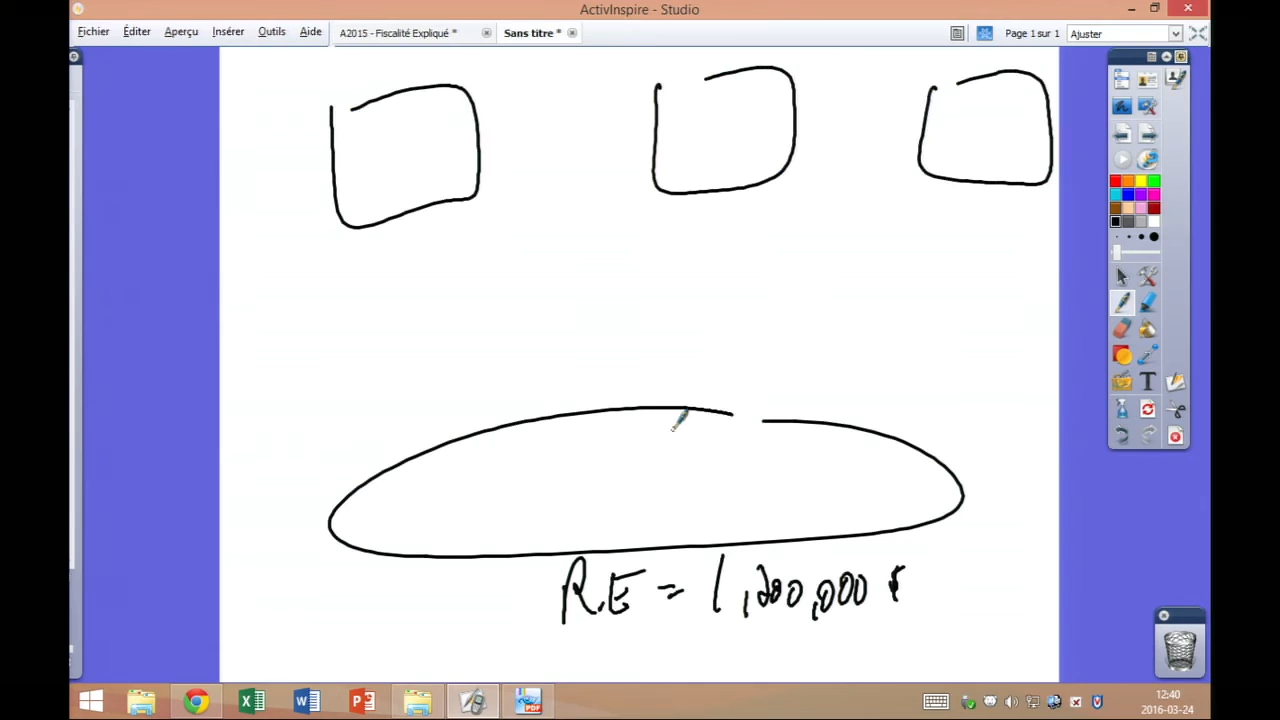 ActivInspire - Studio
Fichier Éditer Aperçu Insérer Outils Aide
A2015 - Fiscalité Expliqué *
Sans titre *
Page 1 sur 1
Ajuster
R.E = 1,200,000 $
12:40
2016-03-24